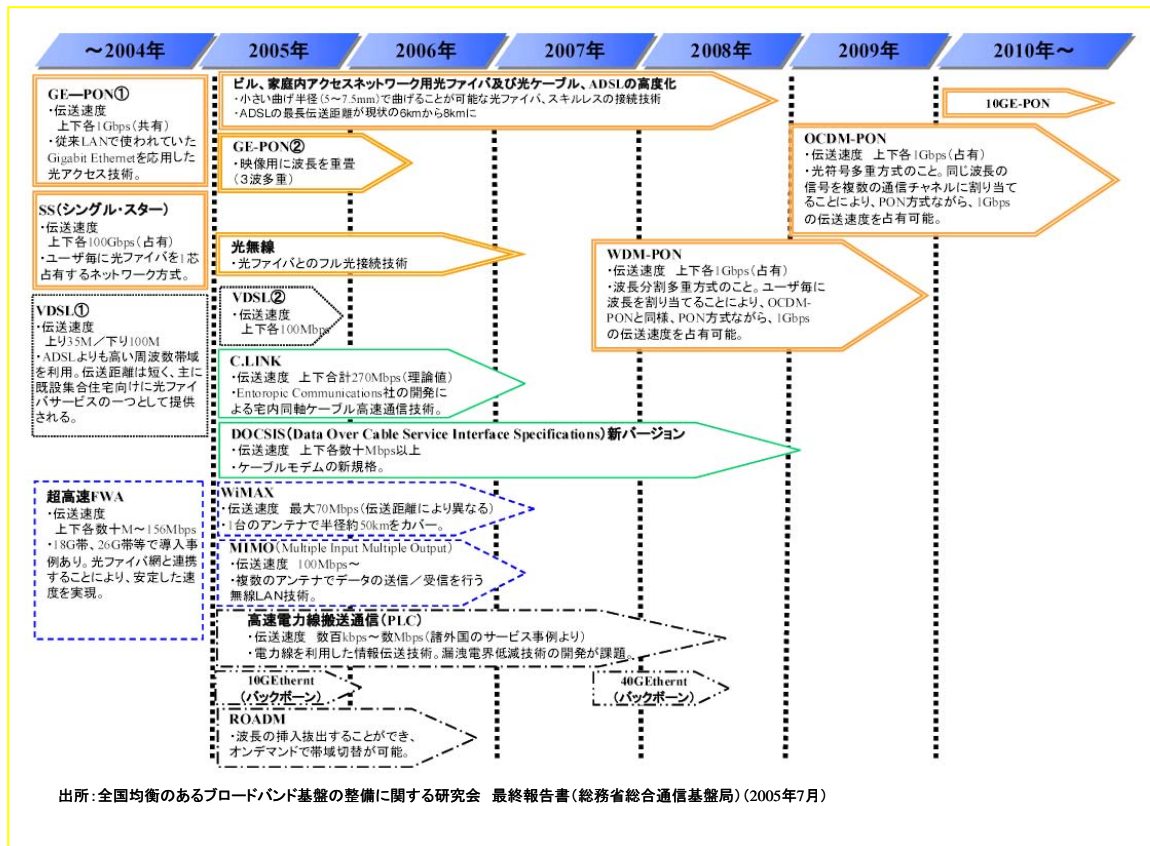 ～2004年
2005年
2006年
2007年
2008年
2009年
2010年～
GE―PON①
・伝送速度
上下各1Gbps（共有）
・従来LANで使われていた
Gigabit Ethernetを応用した
光アクセス技術。
SS（シングル・スター）
・伝送速度
上下各100Gbps（占有）
・ユーザ毎に光ファイバを1芯
占有するネットワーク方式。
VDSL①
・伝送速度
上り35M／下り100M
・ADSLよりも高い周波数帯域
を利用。伝送距離は短く、主に
既設集合住宅向けに光ファイ
バサービスの一つとして提供
される。
超高速FWA
・伝送速度
上下各数十M～156Mbps
・18G帯、26G帯等で導入事
例あり。光ファイバ網と連携
することにより、安定した速
度を実現。
ビル、家庭内アクセスネットワーク用光ファイバ及び光ケーブル、ADSLの高度化
・小さい曲げ半径（5～7.5mm）で曲げることが可能な光ファイバ、スキルレスの接続技術
・ADSLの最長伝送距離が現状の6kmから8kmに
GE-PON②
・映像用に波長を重畳
（3波多重）
光無線
・光ファイバとのフル光接続技術
VDSL②
・伝送速度
上下各100Mbps
C.LINK
・伝送速度 上下合計270Mbps（理論値）
・Entoropic Communications社の開発に
よる宅内同軸ケーブル高速通信技術。
DOCSIS（Data Over Cable Service Interface Specifications）新バージョン
・伝送速度 上下各数十Mbps以上
・ケーブルモデムの新規格。
WiMAX
・伝送速度 最大70Mbps（伝送距離により異なる）
・1台のアンテナで半径約50kmをカバー。
MIMO（Multiple Input Multiple Output）
・伝送速度 100Mbps～
・複数のアンテナでデータの送信／受信を行う
無線LAN技術。
高速電力線搬送通信（PLC）
・伝送速度 数百kbps～数Mbps（諸外国のサービス事例より）
・電力線を利用した情報伝送技術。漏洩電界低減技術の開発が課題。
10GEthernt
（バックボーン）
40GEthernt
（バックボーン）
ROADM
・波長の挿入抜出することができ、
オンデマンドで帯域切替が可能。
10GE-PON
OCDM-PON
・伝送速度 上下各1Gbps（占有）
・光符号多重方式のこと。同じ波長の
信号を複数の通信チャネルに割り当て
ることにより、PON方式ながら、1Gbps
の伝送速度を占有可能。
WDM-PON
・伝送速度 上下各1Gbps（占有）
・波長分割多重方式のこと。ユーザ毎に
波長を割り当てることにより、OCDM-
PONと同様、PON方式ながら、1Gbps
の伝送速度を占有可能。
出所：全国均衡のあるブロードバンド基盤の整備に関する研究会 最終報告書（総務省総合通信基盤局）（2005年7月）